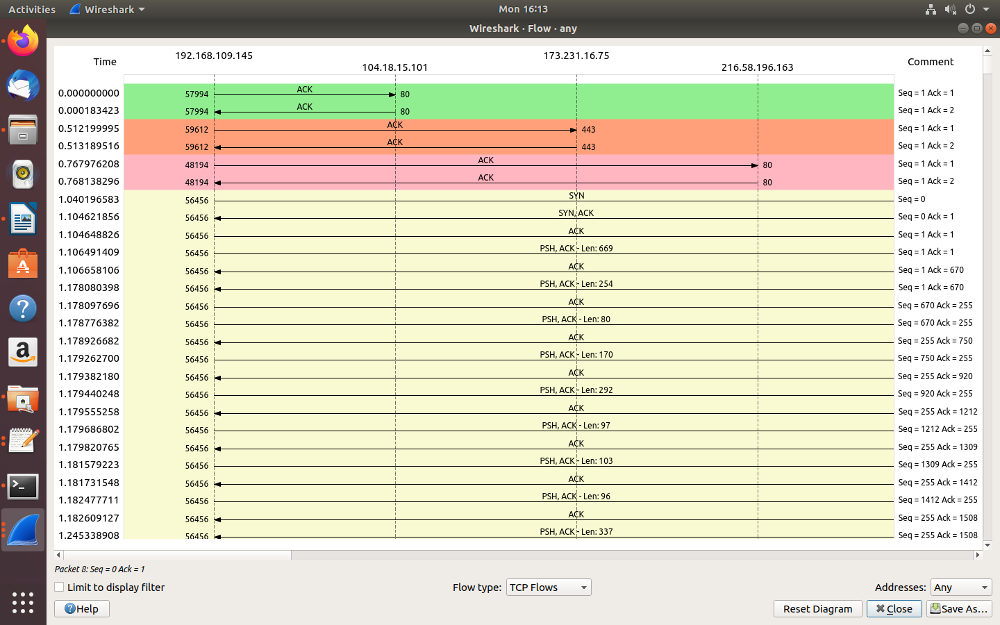 Activities Wireshark Mon 16:13
Wireshark · Flow · any
Time 192.168.109.145 104.18.15.101 173.231.16.75 216.58.196.163 Comment
0.000000000 57994 ACK 80 Seq = 1 Ack = 1
0.000183423 57994 ACK 80 Seq = 1 Ack = 2
0.512199995 59612 ACK 443 Seq = 1 Ack = 1
0.513189516 59612 ACK 443 Seq = 1 Ack = 2
0.767976208 48194 ACK 80 Seq = 1 Ack = 1
0.768138296 48194 ACK 80 Seq = 1 Ack = 2
1.040196583 56456 SYN Seq = 0
1.104621856 56456 SYN, ACK Seq = 0 Ack = 1
1.104648826 56456 ACK Seq = 1 Ack = 1
1.106491409 56456 PSH, ACK - Len: 669 Seq = 1 Ack = 1
1.106658106 56456 ACK Seq = 1 Ack = 670
1.178080398 56456 PSH, ACK - Len: 254 Seq = 1 Ack = 670
1.178097696 56456 ACK Seq = 670 Ack = 255
1.178776382 56456 PSH, ACK - Len: 80 Seq = 670 Ack = 255
1.178926682 56456 ACK Seq = 255 Ack = 750
1.179262700 56456 PSH, ACK - Len: 170 Seq = 750 Ack = 255
1.179382180 56456 ACK Seq = 255 Ack = 920
1.179440248 56456 PSH, ACK - Len: 292 Seq = 920 Ack = 255
1.179555258 56456 ACK Seq = 255 Ack = 1212
1.179686802 56456 PSH, ACK - Len: 97 Seq = 1212 Ack = 255
1.179820765 56456 ACK Seq = 255 Ack = 1309
1.181579223 56456 PSH, ACK - Len: 103 Seq = 1309 Ack = 255
1.181731548 56456 ACK Seq = 255 Ack = 1412
1.182477711 56456 PSH, ACK - Len: 96 Seq = 1412 Ack = 255
1.182609127 56456 ACK Seq = 255 Ack = 1508
1.245338908 56456 PSH, ACK - Len: 337 Seq = 255 Ack = 1508
Packet 8: Seq = 0 Ack = 1
Limit to display filter Flow type: TCP Flows Addresses: Any
Help Reset Diagram Close Save As…